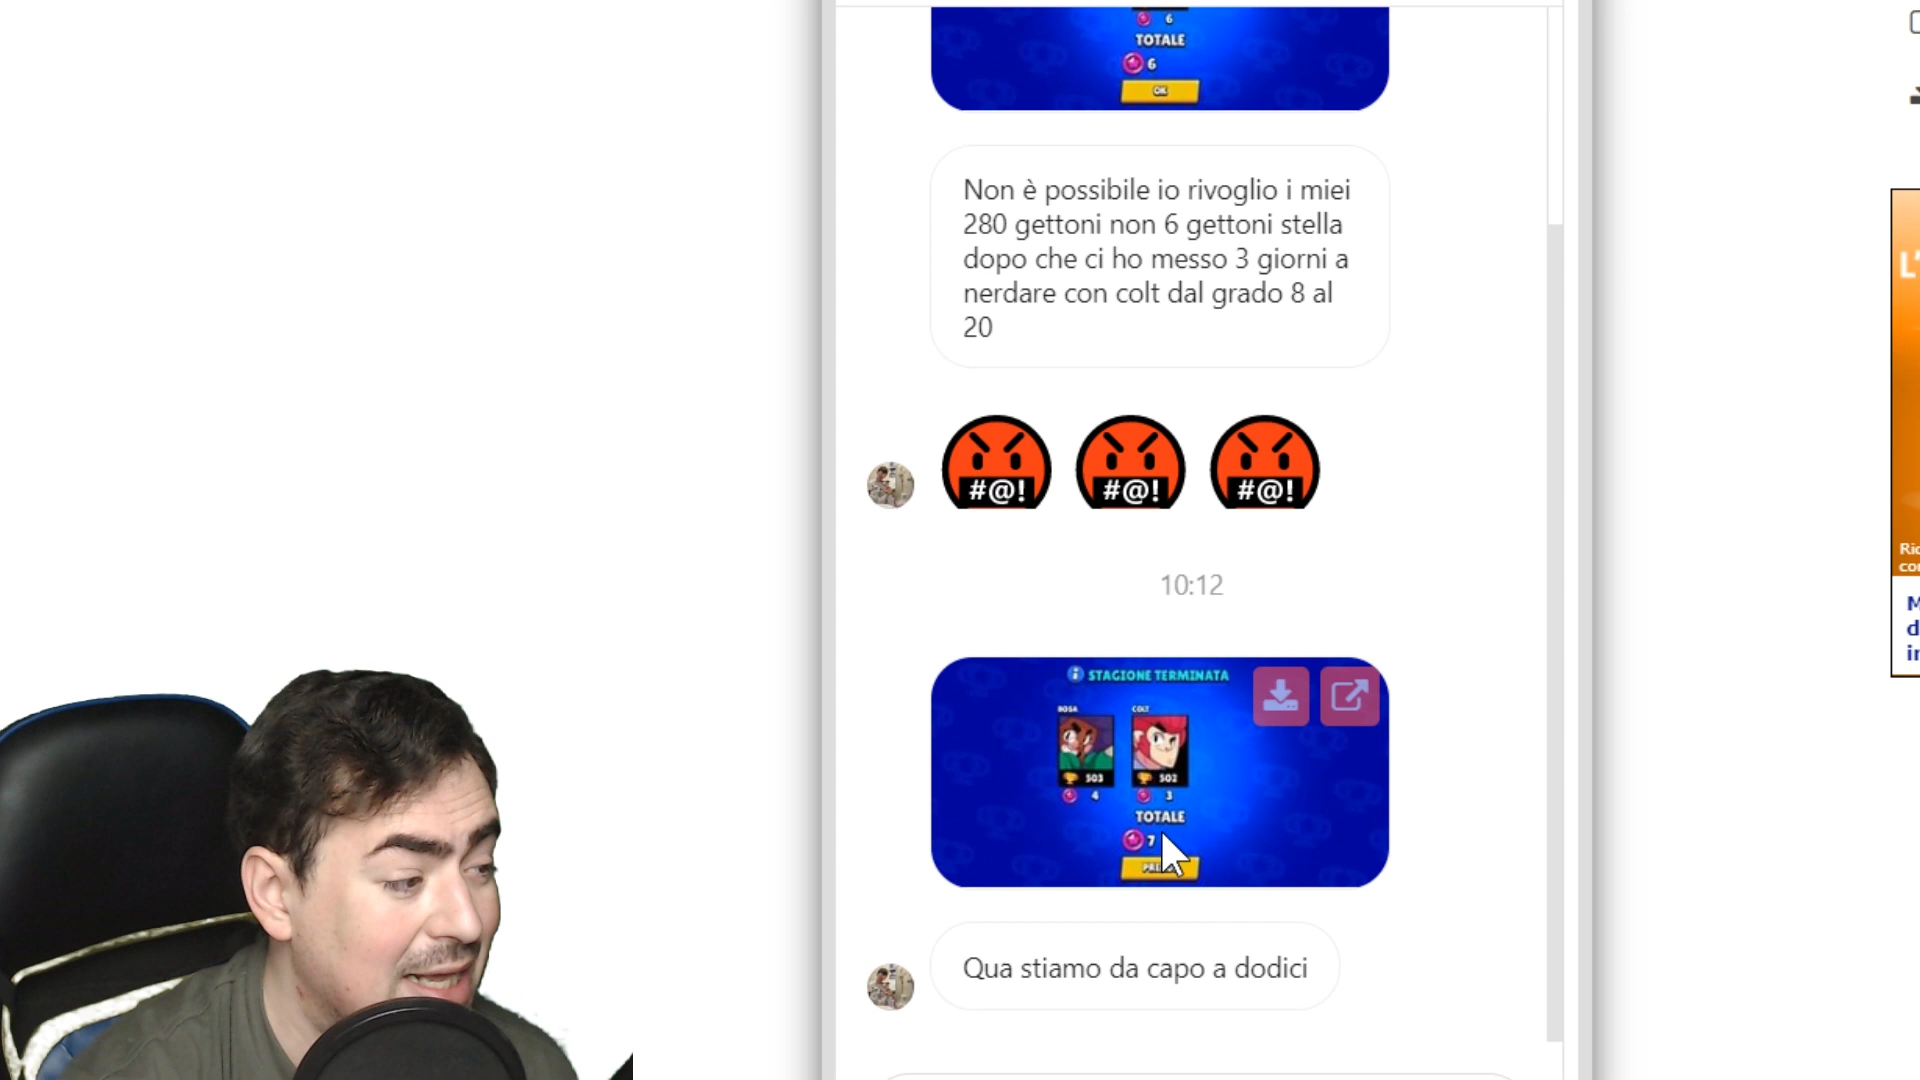 6
TOTALE
6
OK
Non è possibile io rivoglio i miei
280 gettoni non 6 gettoni stella
dopo che ci ho messo 3 giorni a
nerdare con colt dal grado 8 al
20
#@! #@! #@!
10:12
STAGIONE TERMINATA
ROSA COLT
503 502
4 3
TOTALE
7
Qua stiamo da capo a dodici
L'